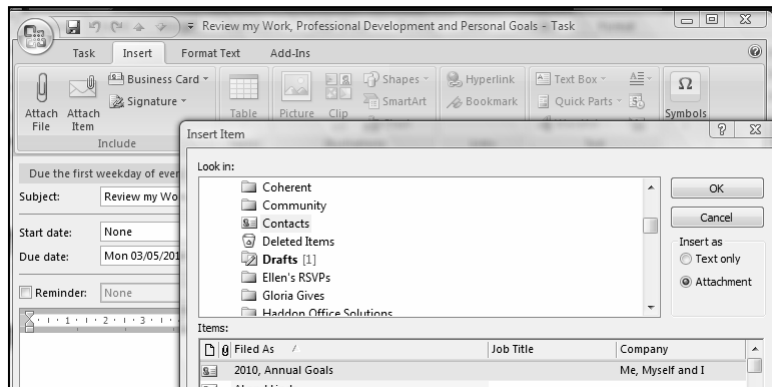 Review my Work, Professional Development and Personal Goals - Task
Task Insert Format Text Add-Ins
Business Card
Signature
Attach File
Attach Item
Table
Picture
Clip
Shapes
SmartArt
Hyperlink
Bookmark
Text Box
Quick Parts
Symbols
Include
Insert Item
Due the first weekday of
Look in:
Subject: Review my
Start date: None
Due date: Mon 03/05/201
Reminder: None
1 2 3
Coherent
Community
Contacts
Deleted Items
Drafts [1]
Ellen's RSVPs
Gloria Gives
Haddon Office Solutions
OK
Cancel
Insert as
Text only
Attachment
Items:
Filed As Job Title Company
2010, Annual Goals Me, Myself and I